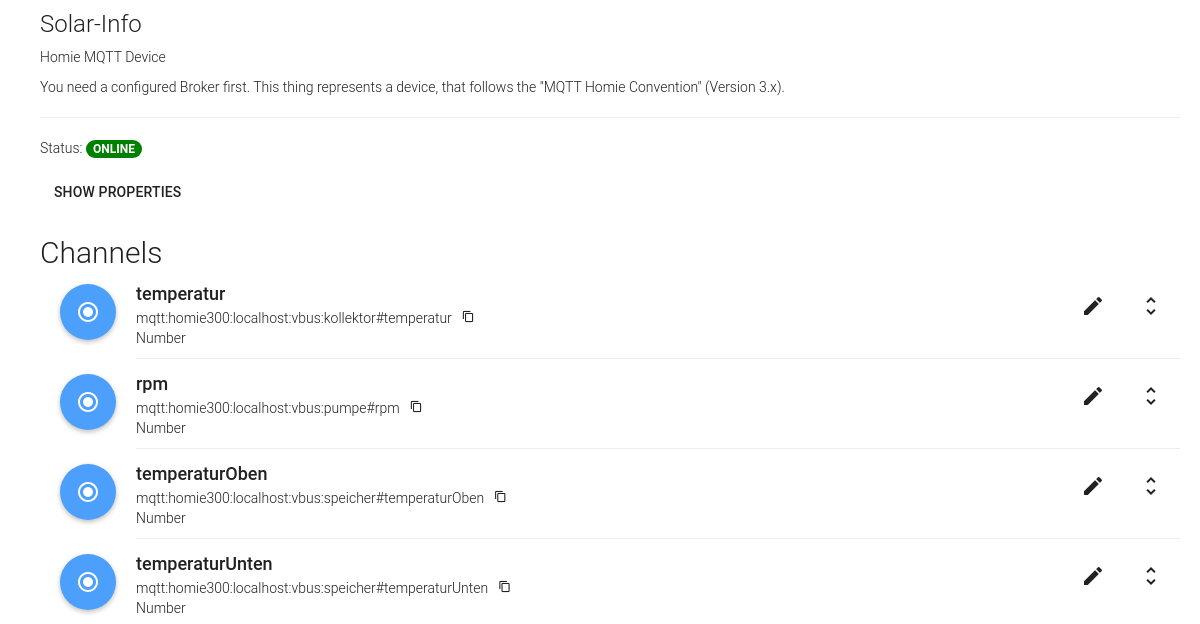 Solar-Info
Homie MQTT Device
You need a configured Broker first. This thing represents a device, that follows the "MQTT Homie Convention" (Version 3.x).
Status: ONLINE
SHOW PROPERTIES
Channels
temperatur
mqtt:homie300:localhost:vbus:kollektor#temperatur
Number
rpm
mqtt:homie300:localhost:vbus:pumpe#rpm
Number
temperaturOben
mqtt:homie300:localhost:vbus:speicher#temperaturOben
Number
temperaturUnten
mqtt:homie300:localhost:vbus:speicher#temperaturUnten
Number